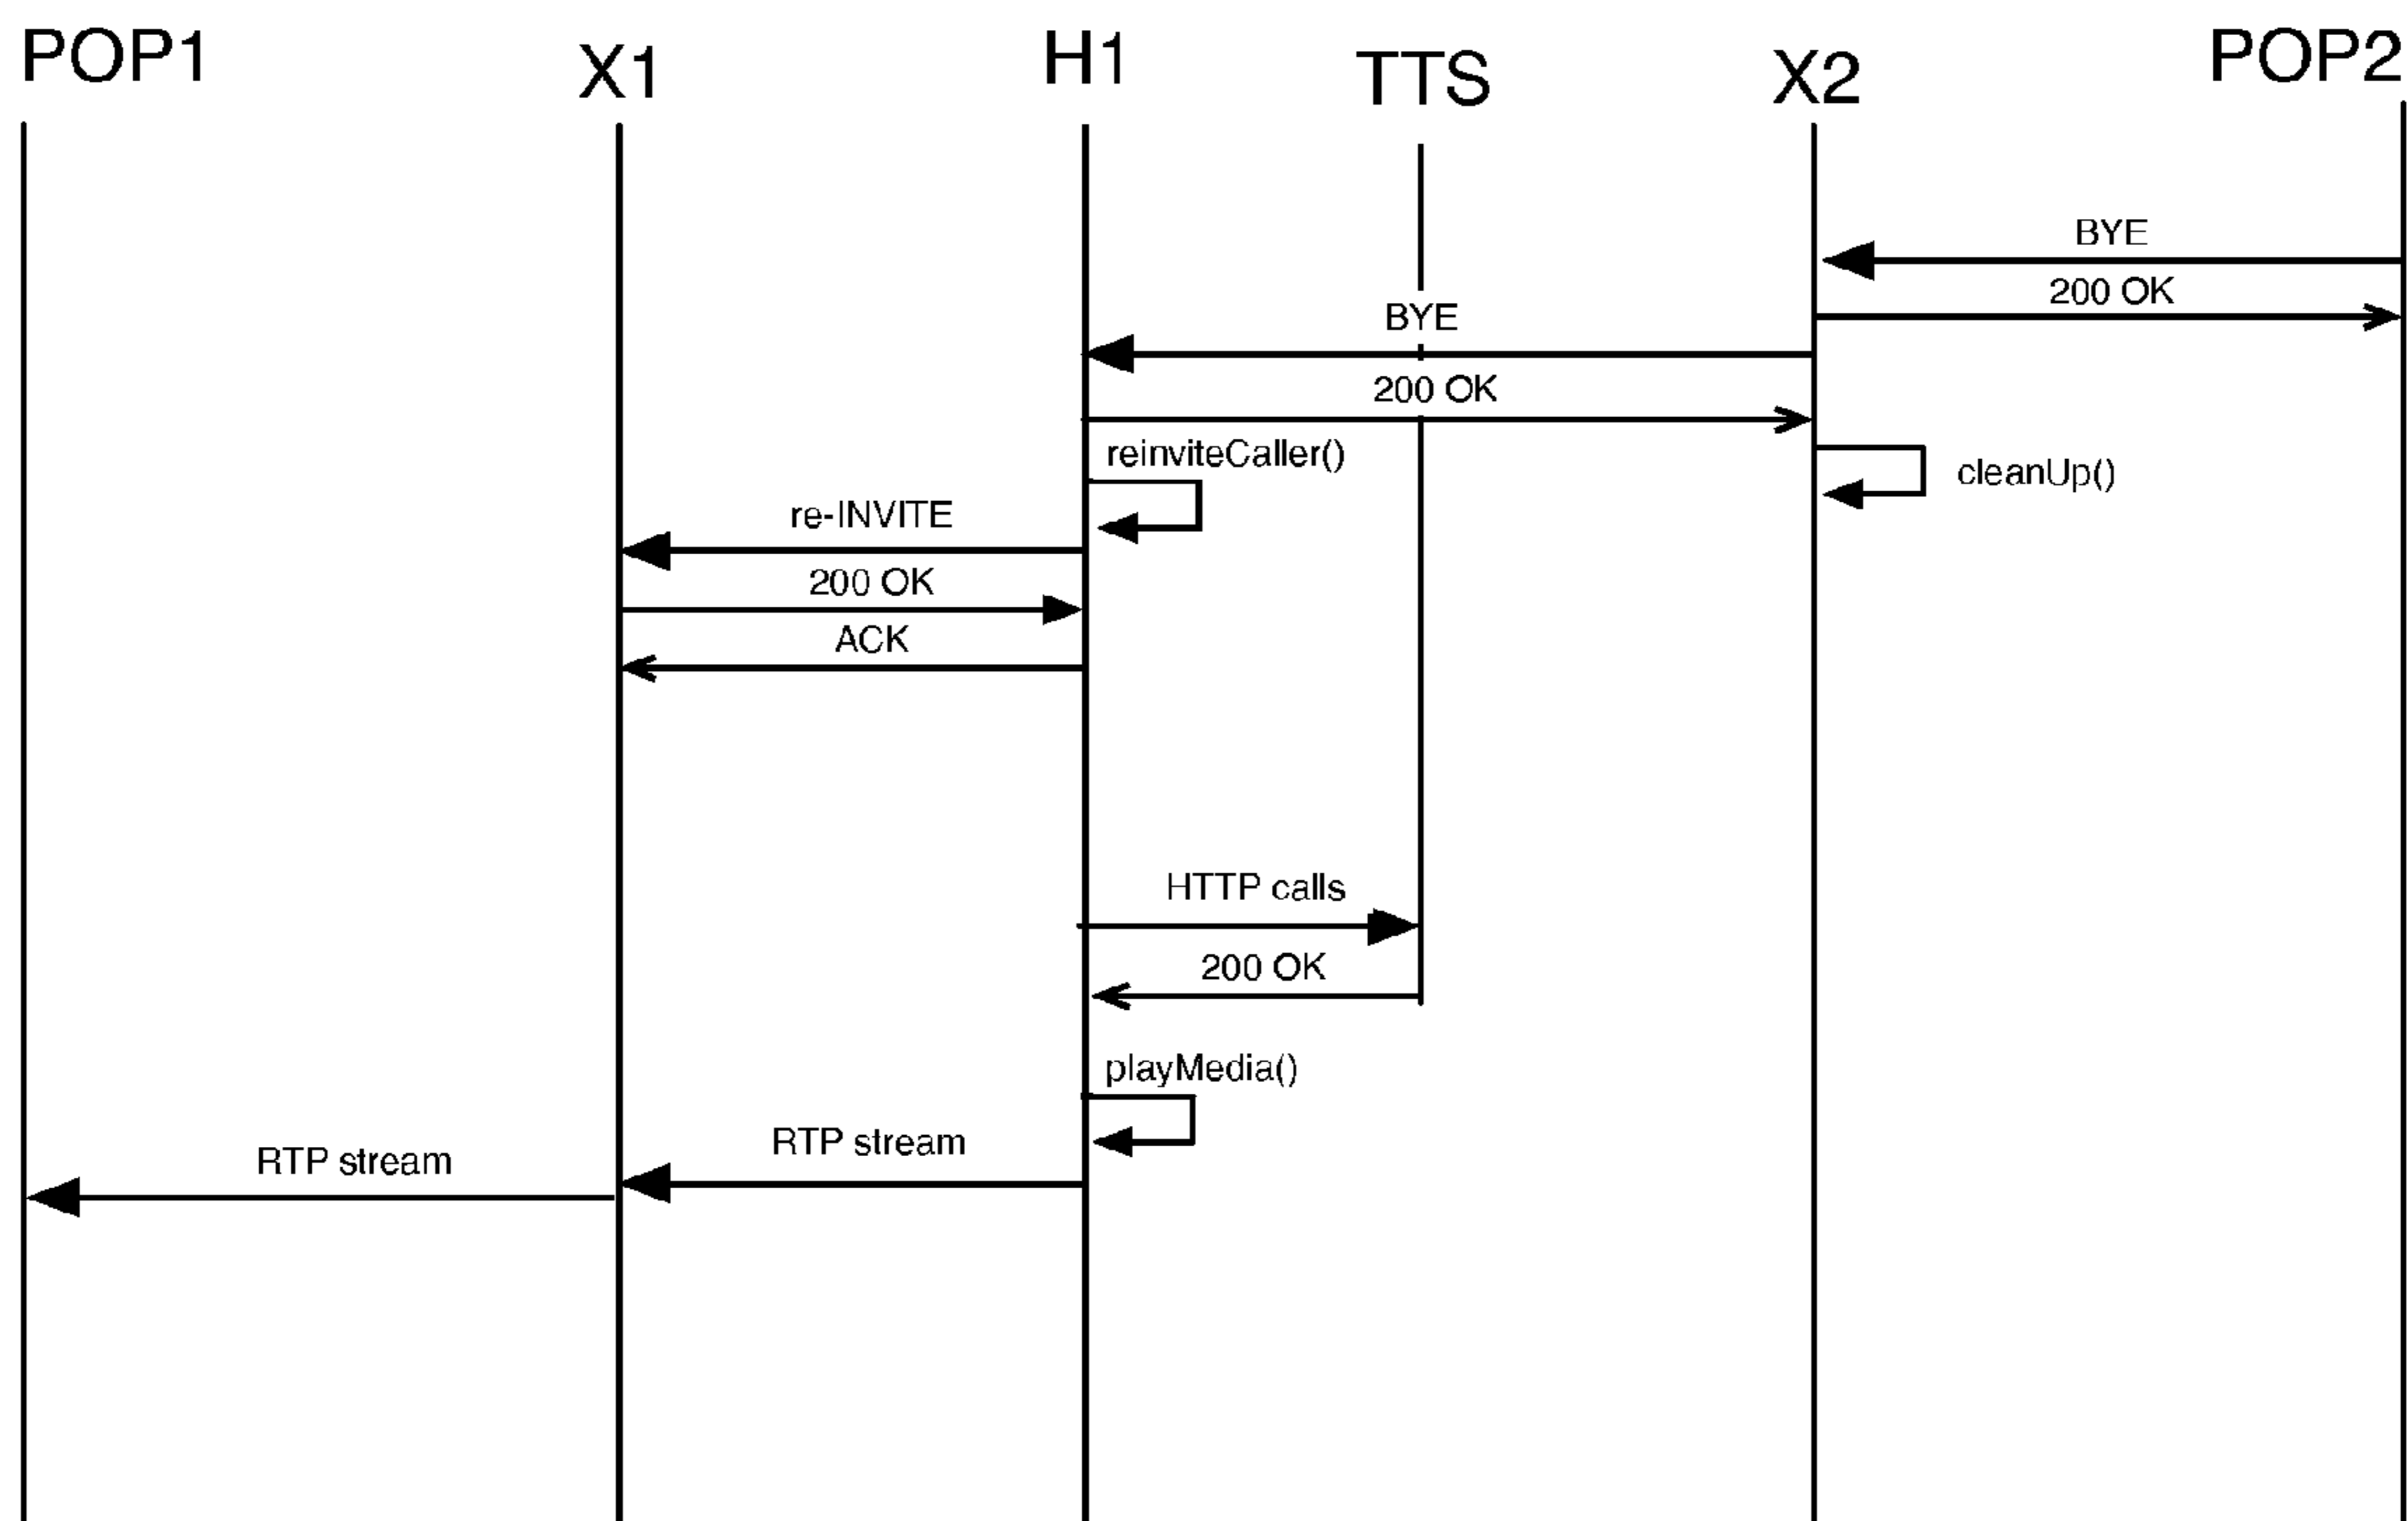 POP1
X1
H1
TTS
X2
POP2
BYE
200 OK
BYE
200 OK
reinviteCaller()
cleanUp()
re-INVITE
200 OK
ACK
HTTP calls
200 OK
playMedia()
RTP stream
RTP stream